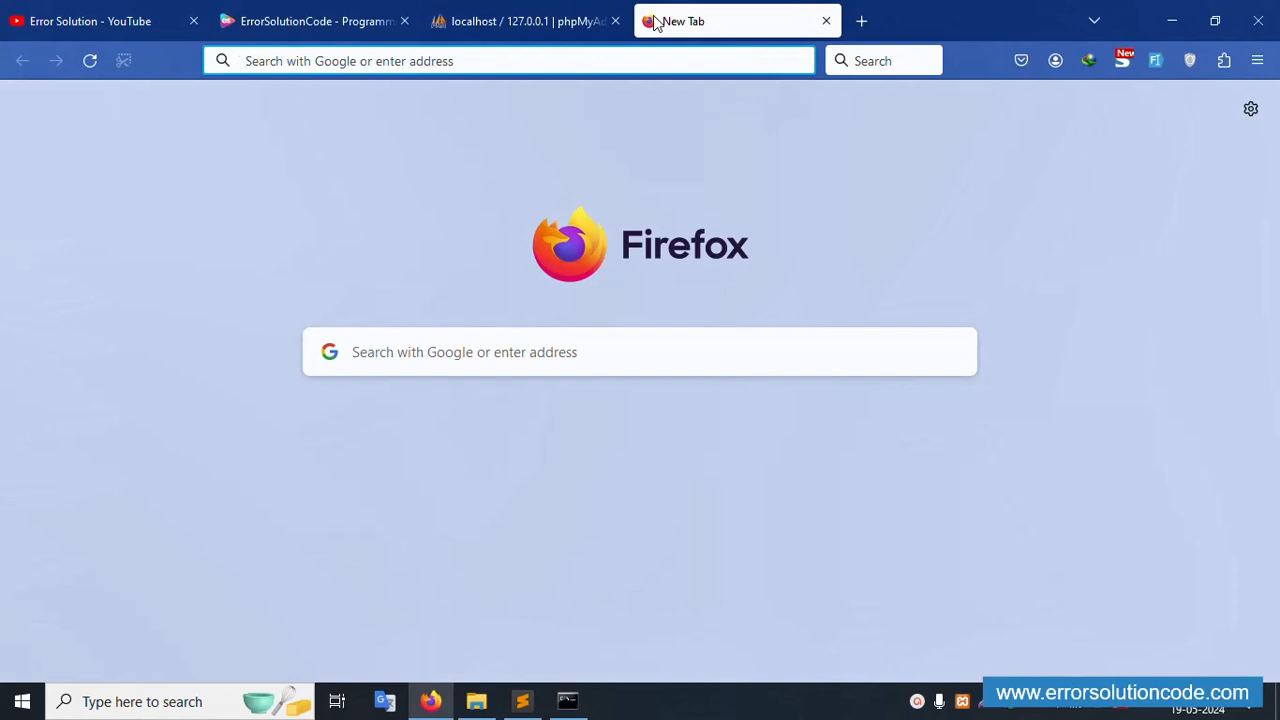 Error Solution - YouTube
ErrorSolutionCode - Programm
localhost / 127.0.0.1 | phpMyAd
New Tab
Search with Google or enter address
Search
New
Firefox
Search with Google or enter address
Type here to search
www.errorsolutioncode.com
19-05-2024